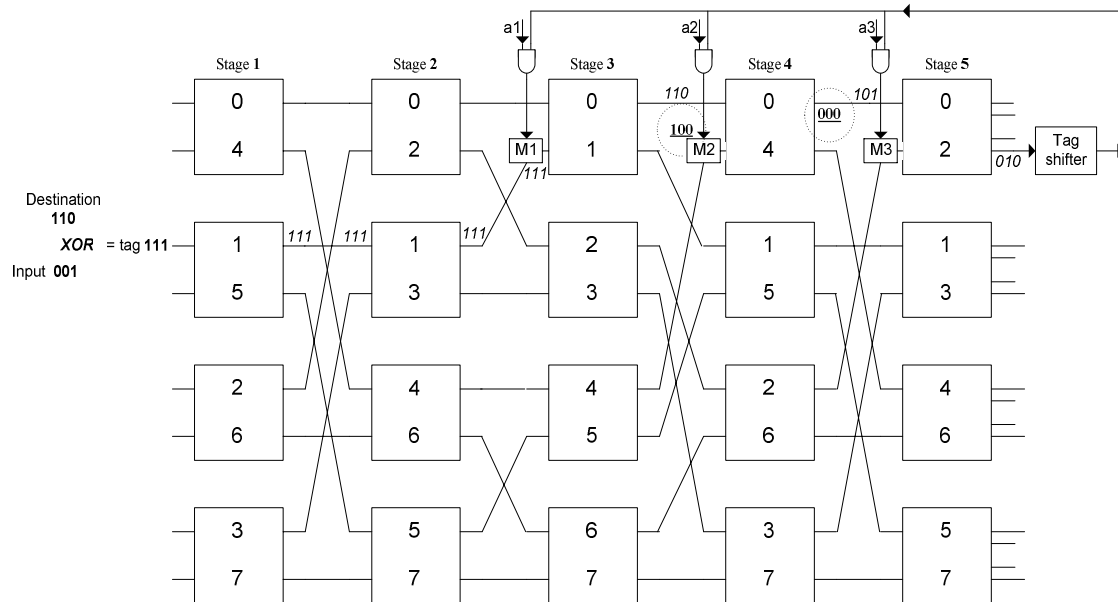 a1 a2 a3
Stage 1 Stage 2 Stage 3 Stage 4 Stage 5
0 0 0 110 0 000 101 0
100
4 2 M1 1 M2 4 M3 2 Tag shifter
111 010
Destination
110
XOR = tag 111 1 111 111 1 111 2 1 1
Input 001
5 3 3 5 3
2 4 4 2 4
6 6 5 6 6
3 5 6 3 5
7 7 7 7 7